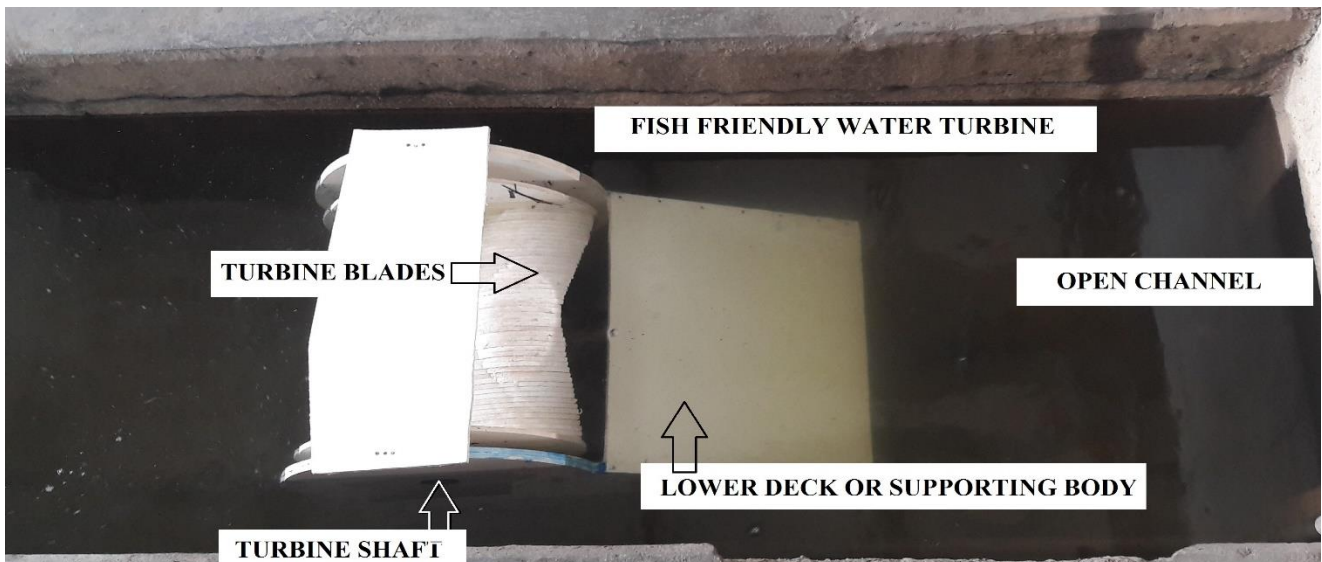 FISH FRIENDLY WATER TURBINE
TURBINE BLADES
OPEN CHANNEL
LOWER DECK OR SUPPORTING BODY
TURBINE SHAFT